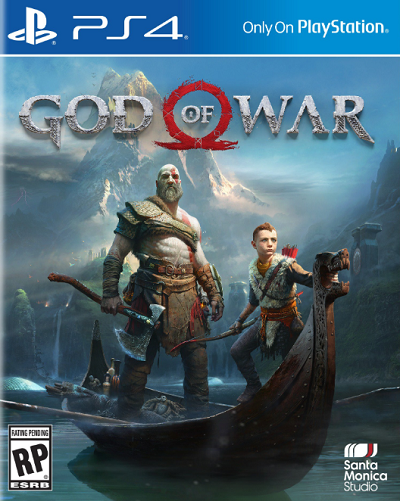 PS4
Only On PlayStation®
GOD OF WAR
RATING PENDING
RP
ESRB
Santa
Monica
Studio